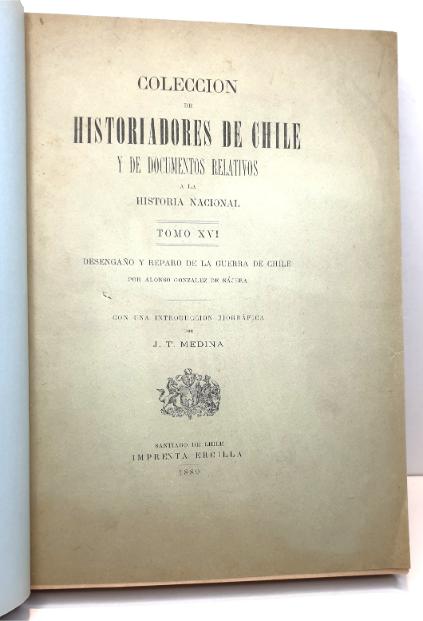 COLECCION
DE
HISTORIADORES DE CHILE
Y DE DOCUMENTOS RELATIVOS
A LA
HISTORIA NACIONAL
TOMO XVI
DESENGAÑO Y REPARO DE LA GUERRA DE CHILE
POR ALONSO GONZALEZ DE NÁJERA
CON UNA INTRODUCCION BIOGRÁFICA
POR
J. T. MEDINA
SANTIAGO DE CHILE
IMPRENTA ERCILLA
1889